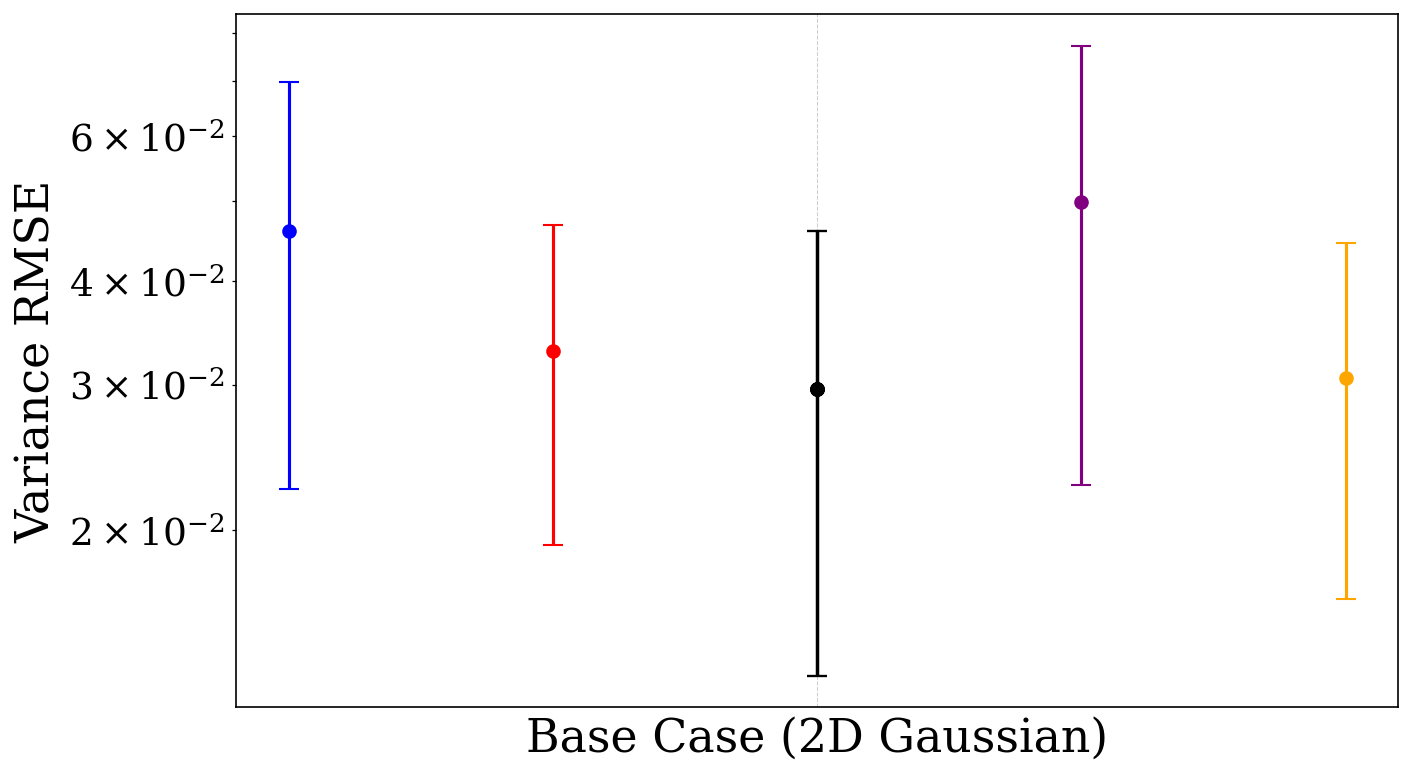 Variance RMSE
6 × 10⁻²
4 × 10⁻²
3 × 10⁻²
2 × 10⁻²
Base Case (2D Gaussian)